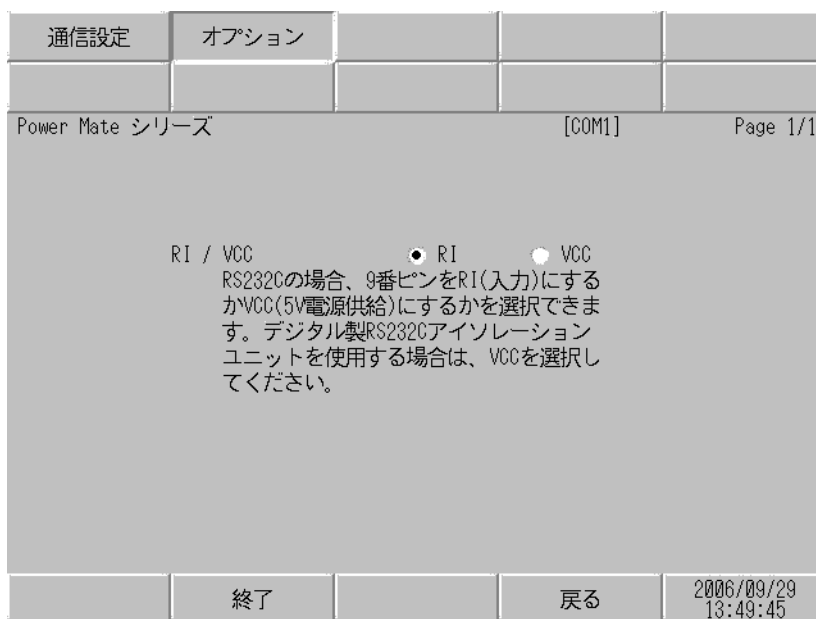 通信設定 オプション
Power Mate シリーズ [COM1] Page 1/1
RI / VCC RI VCC
RS232Cの場合、9番ピンをRI(入力)にする
かVCC(5V電源供給)にするかを選択できま
す。デジタル製RS232Cアイソレーション
ユニットを使用する場合は、VCCを選択し
てください。
終了 戻る 2006/09/29
13:49:45